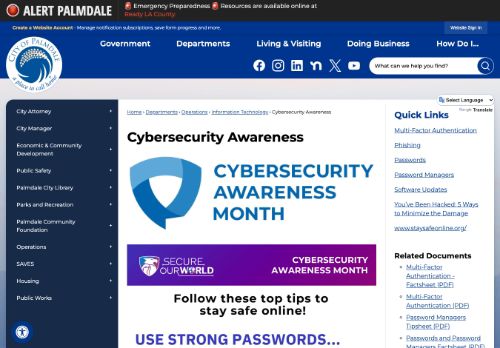 ALERT PALMDALE
Emergency Preparedness Resources are available online at
Ready LA County.
Create a Website Account - Manage notification subscriptions, save form progress and more.
Website Sign In
CITY OF PALMDALE
a place to call home
Government
Departments
Living & Visiting
Doing Business
How Do I...
What can we help you find?
Select Language
Google Translate
City Attorney
City Manager
Economic & Community
Development
Public Safety
Palmdale City Library
Parks and Recreation
Palmdale Community
Foundation
Operations
SAVES
Housing
Public Works
Home › Departments › Operations › Information Technology › Cybersecurity Awareness
Cybersecurity Awareness
CYBERSECURITY
AWARENESS
MONTH
SECURE
OUR WORLD
CYBERSECURITY
AWARENESS MONTH
Follow these top tips to
stay safe online!
USE STRONG PASSWORDS...
Quick Links
Multi-Factor Authentication
Phishing
Passwords
Password Managers
Software Updates
You've Been Hacked: 5 Ways
to Minimize the Damage
www.staysafeonline.org/
Related Documents
Multi-Factor
Authentication -
Factsheet (PDF)
Multi-Factor
Authentication (PDF)
Password Managers
Tipsheet (PDF)
Passwords and Password
Managers Factsheet (PDF)